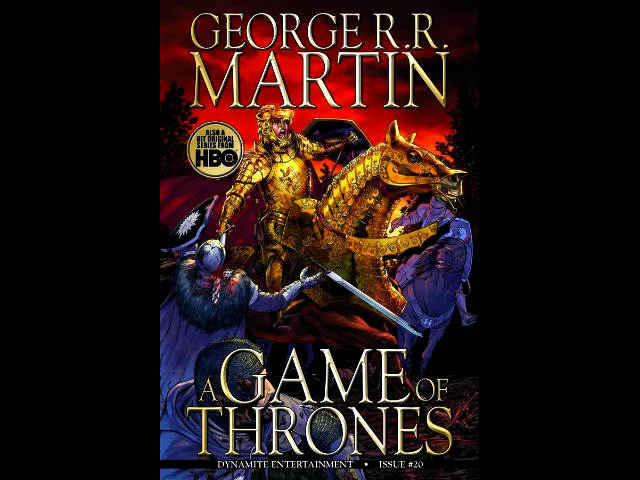 GEORGE R.R.
MARTIN
ALSO A
HIT ORIGINAL
SERIES FROM
HBO
A GAME OF
THRONES
DYNAMITE ENTERTAINMENT • ISSUE #20